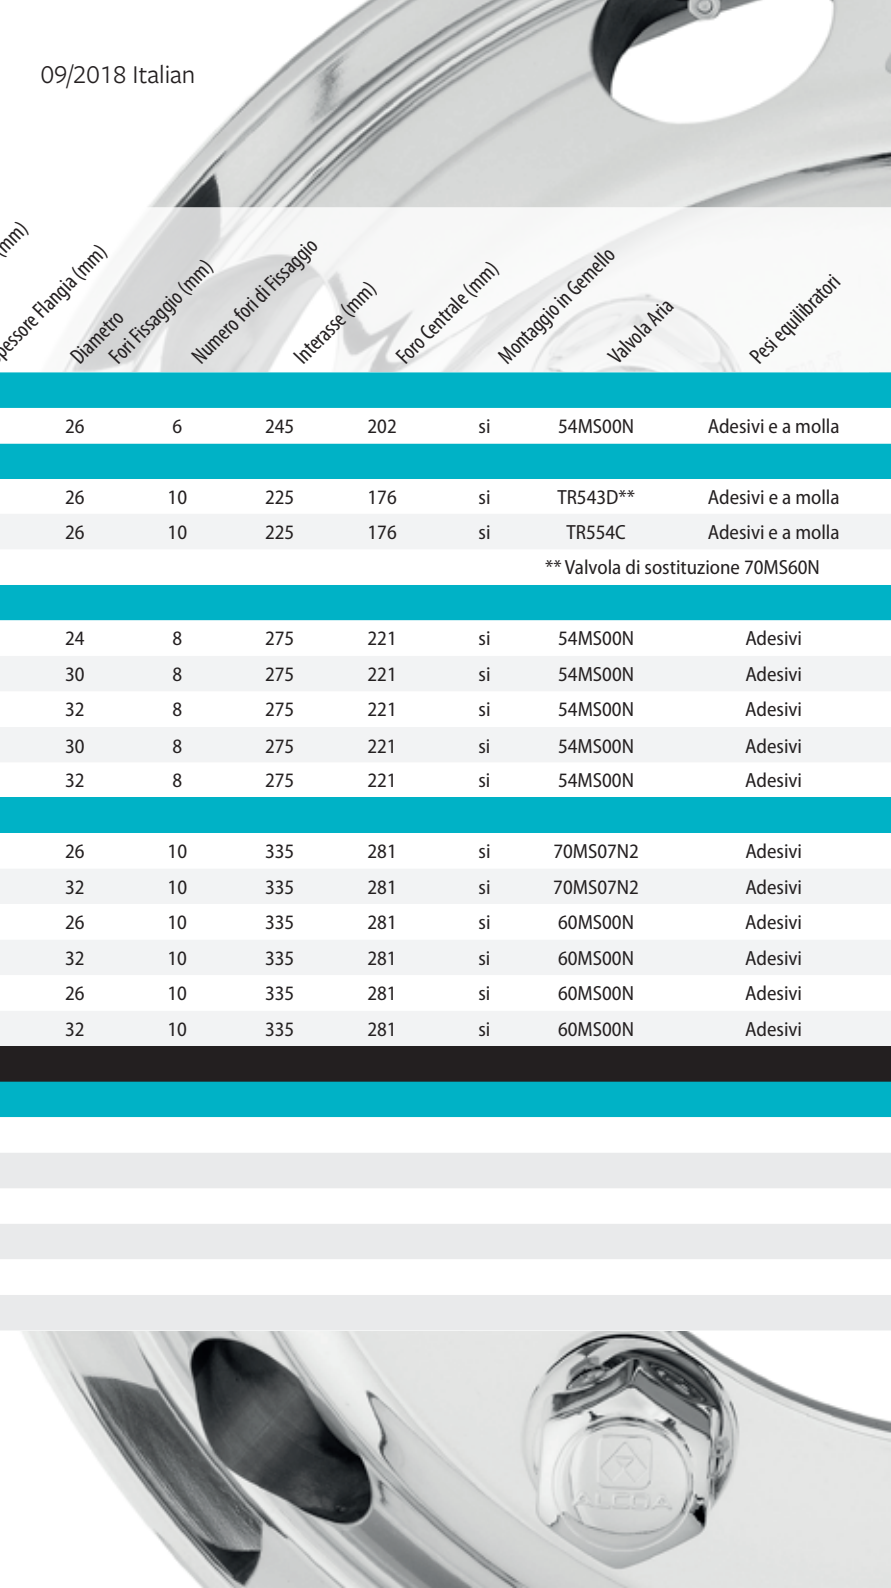 09/2018 Italian
(mm)
pessore Flangia (mm)
Diametro
Fori Fissaggio (mm)
Numero fori di Fissaggio
Interasse (mm)
Foro Centrale (mm)
Montaggio in Gemello
Valvola Aria
Pesi equilibratori
26 6 245 202 si 54MS00N Adesivi e a molla
26 10 225 176 si TR543D** Adesivi e a molla
26 10 225 176 si TR554C Adesivi e a molla
** Valvola di sostituzione 70MS60N
24 8 275 221 si 54MS00N Adesivi
30 8 275 221 si 54MS00N Adesivi
32 8 275 221 si 54MS00N Adesivi
30 8 275 221 si 54MS00N Adesivi
32 8 275 221 si 54MS00N Adesivi
26 10 335 281 si 70MS07N2 Adesivi
32 10 335 281 si 70MS07N2 Adesivi
26 10 335 281 si 60MS00N Adesivi
32 10 335 281 si 60MS00N Adesivi
26 10 335 281 si 60MS00N Adesivi
32 10 335 281 si 60MS00N Adesivi
ALCOA